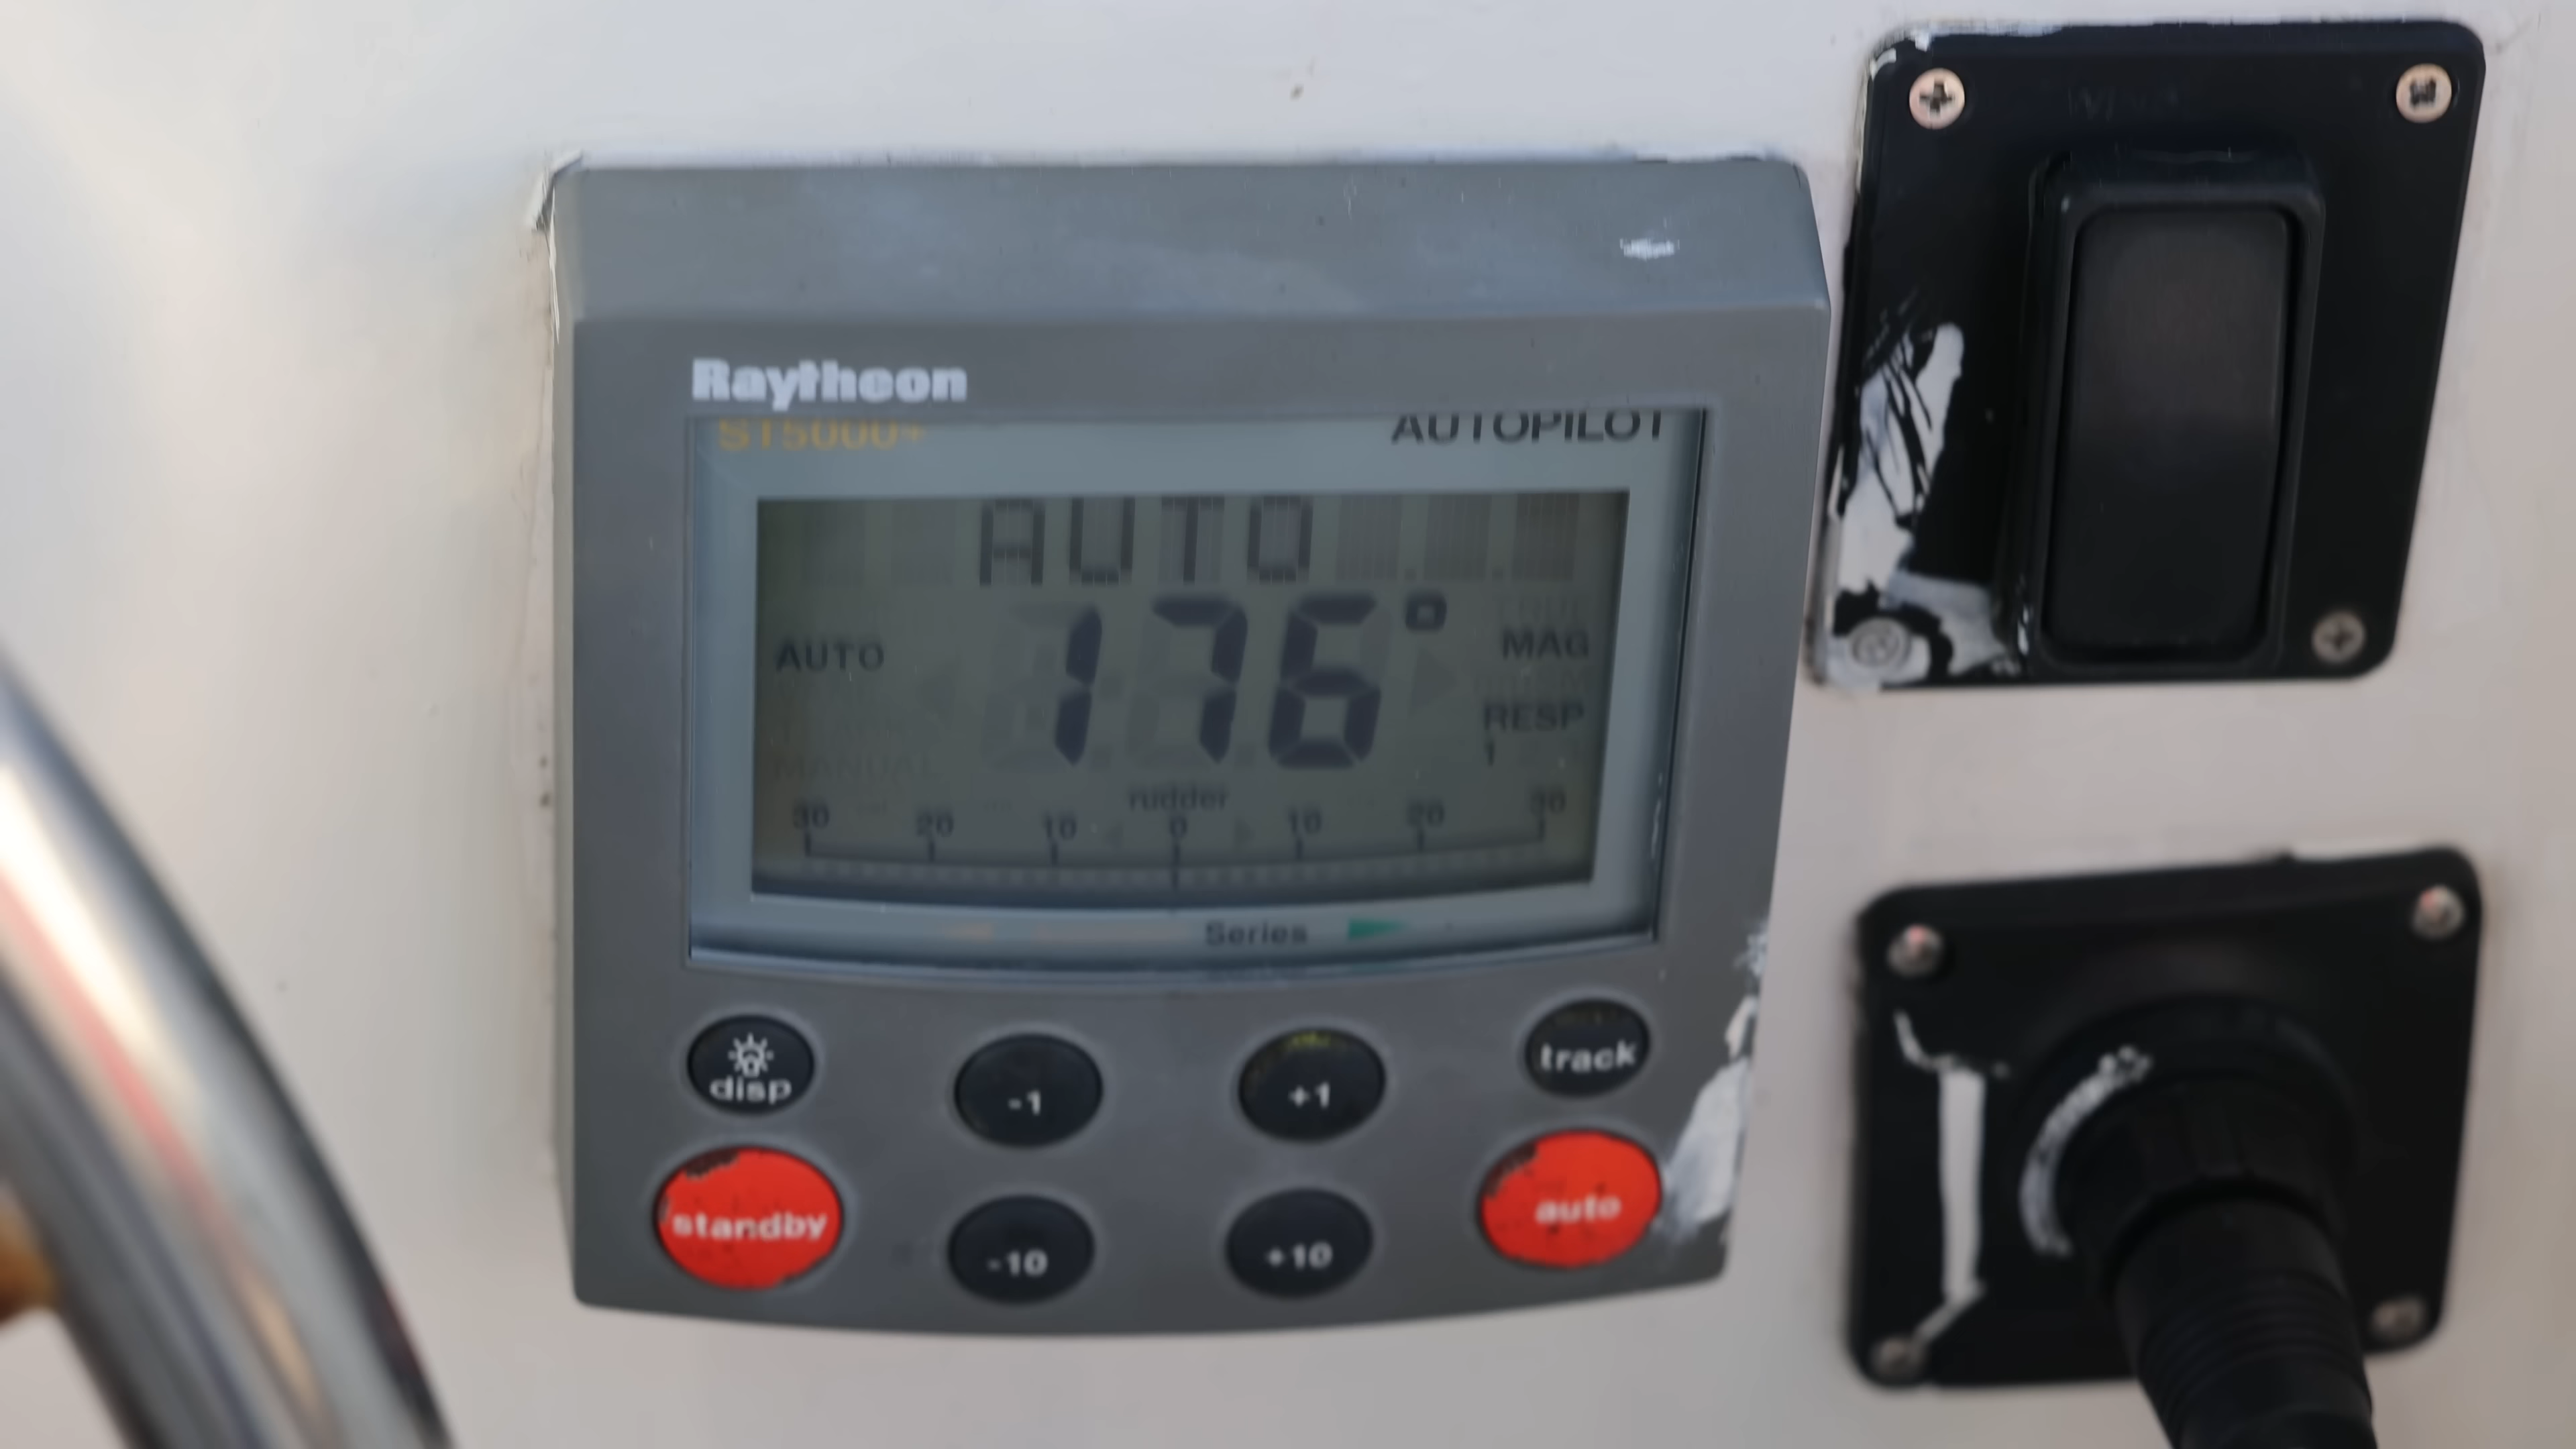 Raytheon
ST5000+ AUTOPILOT
AUTO
AUTO 176° MAG
RESP
1
rudder
30 20 10 0 10 20 30
Series
disp -1 +1 track
standby -10 +10 auto